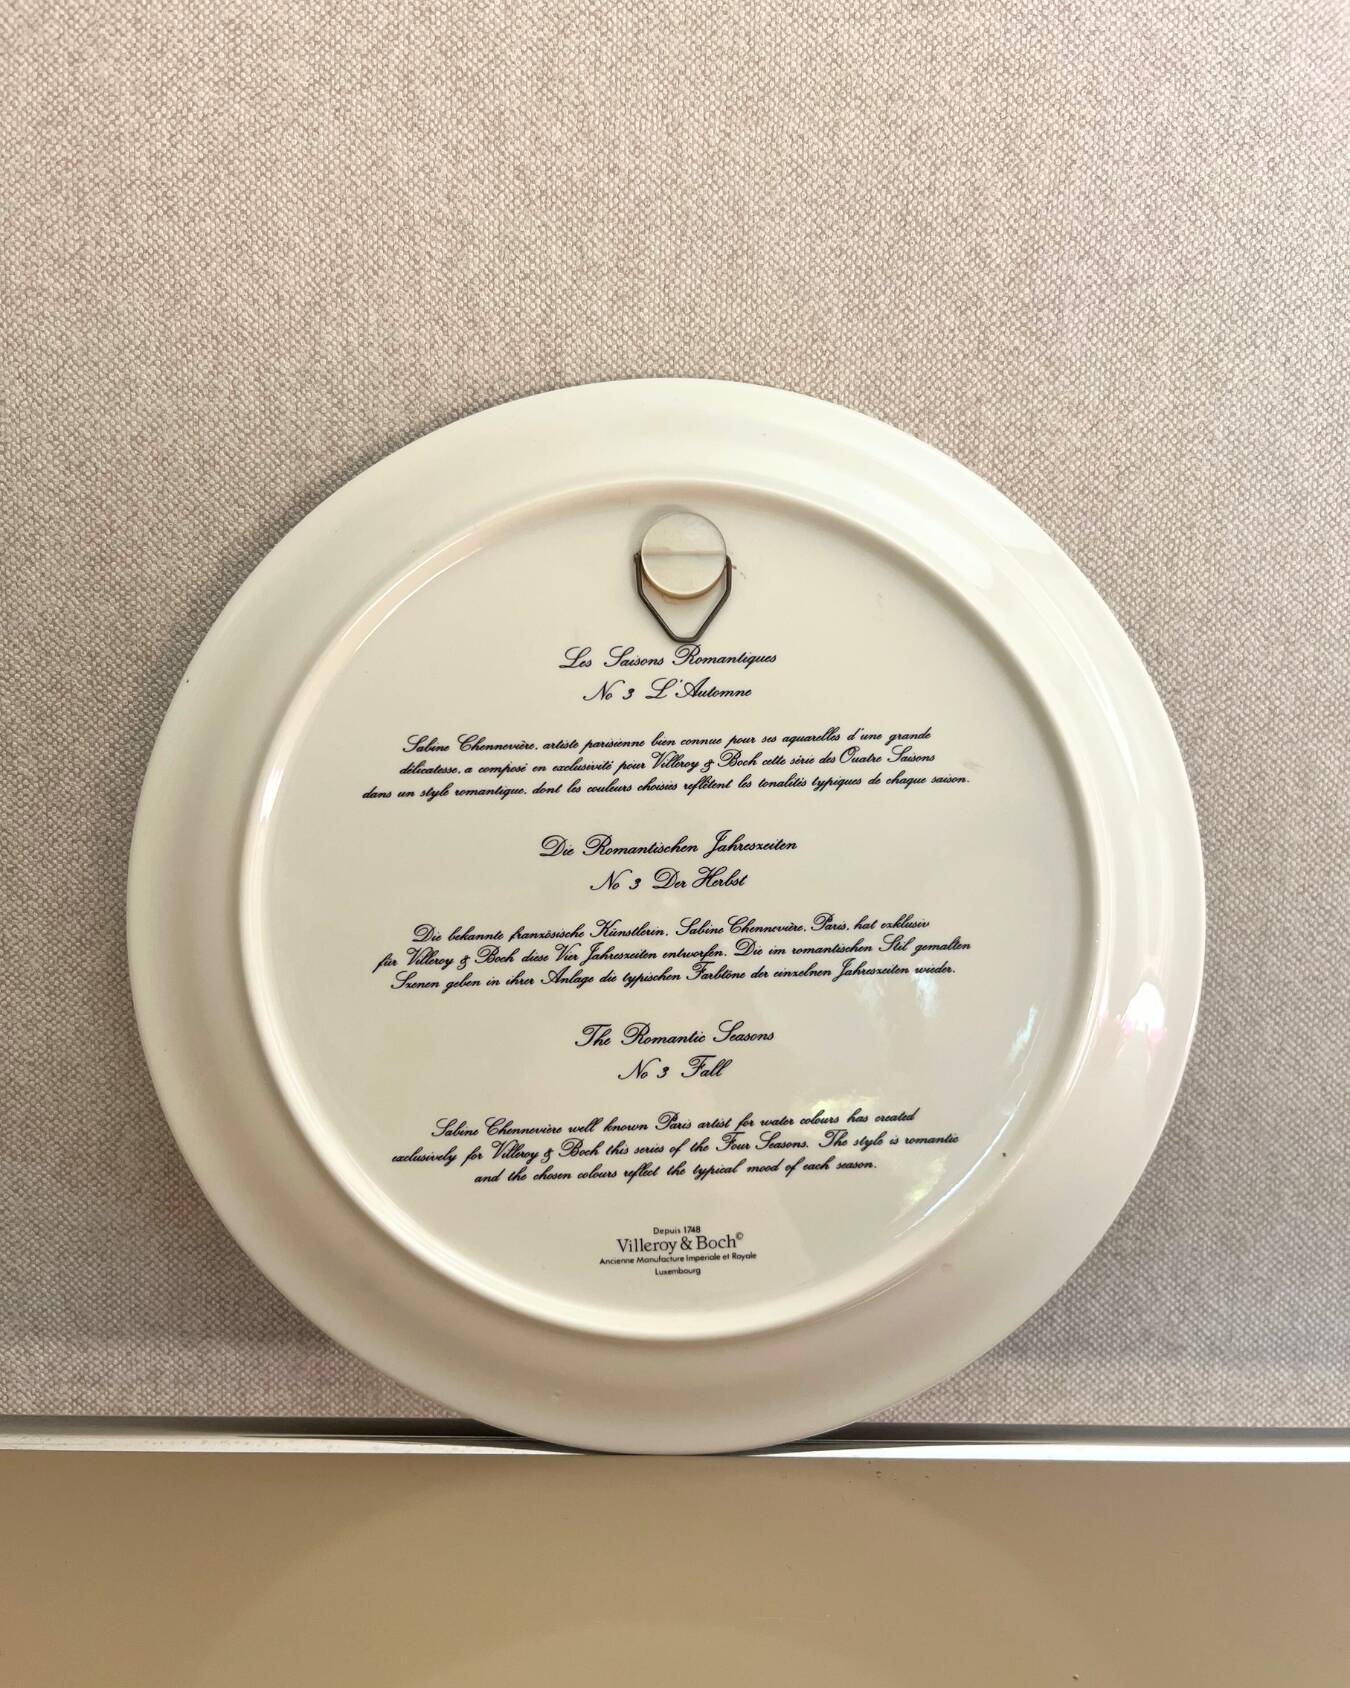 Les Saisons Romantiques
No 3 L'Automne
Sabine Chennevière, artiste parisienne bien connue pour ses aquarelles d'une grande
délicatesse, a composé en exclusivité pour Villeroy & Boch cette série des Quatre Saisons
dans un style romantique, dont les couleurs choisies reflètent les tonalités typiques de chaque saison.
Die Romantischen Jahreszeiten
No 3 Der Herbst
Die bekannte französische Künstlerin, Sabine Chennevière, Paris, hat exklusiv
für Villeroy & Boch diese Vier Jahreszeiten entworfen. Die im romantischen Stil gemalten
Szenen geben in ihrer Anlage die typischen Farbtöne der einzelnen Jahreszeiten wieder.
The Romantic Seasons
No 3 Fall
Sabine Chennevière well known Paris artist for water colours has created
exclusively for Villeroy & Boch this series of the Four Seasons. The style is romantic
and the chosen colours reflect the typical mood of each season.
Depuis 1748
Villeroy & Boch©
Ancienne Manufacture Imperiale et Royale
Luxembourg